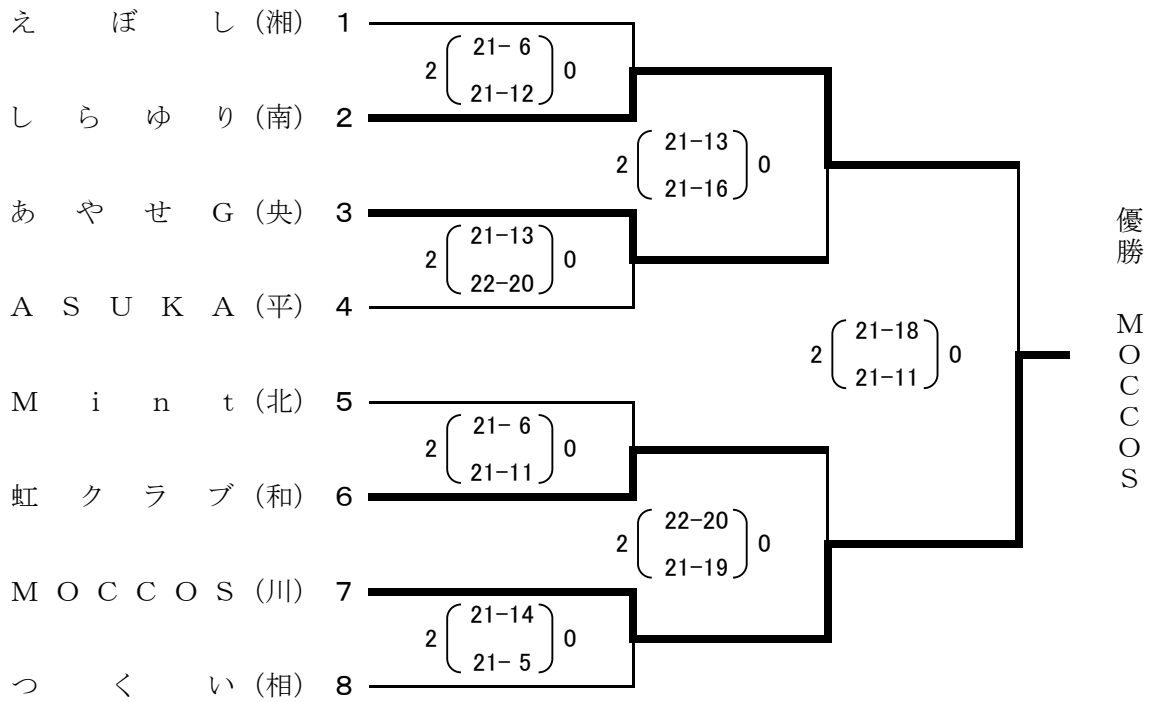 えぼし（湘） 1
21- 6
2 0
21-12
しらゆり（南） 2
21-13
2 0
21-16
あやせG（央） 3
21-13
2 0
22-20
ASUKA（平） 4
21-18
2 0
21-11
Mint（北） 5
21- 6
2 0
21-11
虹クラブ（和） 6
22-20
2 0
21-19
MOCCOS（川） 7
21-14
2 0
21- 5
つくい（相） 8
優勝 MOCCOS